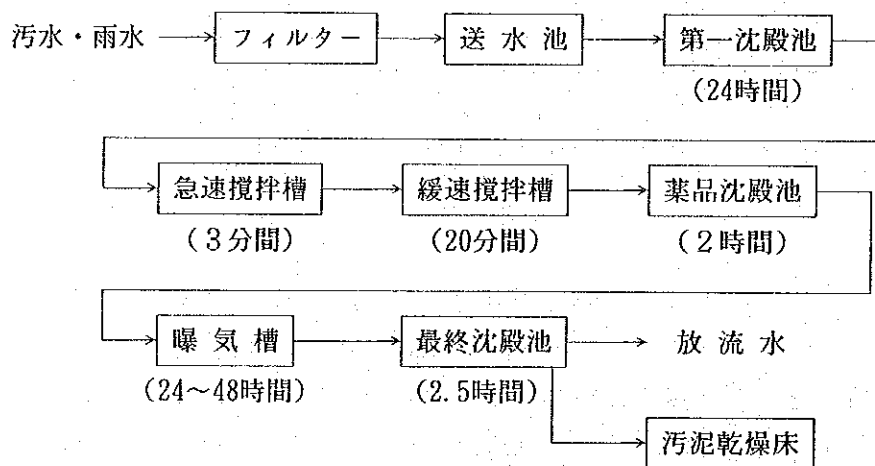 汚水・雨水 フィルター 送水池 第一沈殿池
(24時間)
急速撹拌槽 緩速撹拌槽 薬品沈殿池
(3分間) (20分間) (2時間)
曝気槽 最終沈殿池 放流水
(24～48時間) (2.5時間)
汚泥乾燥床